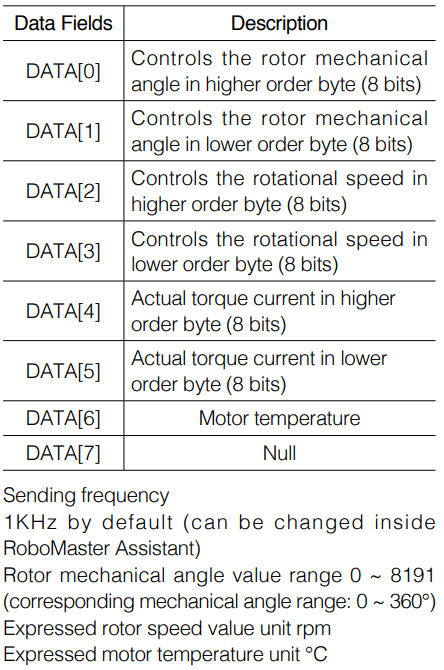 Data Fields Description
DATA[0] Controls the rotor mechanical
angle in higher order byte (8 bits)
DATA[1] Controls the rotor mechanical
angle in lower order byte (8 bits)
DATA[2] Controls the rotational speed in
higher order byte (8 bits)
DATA[3] Controls the rotational speed in
lower order byte (8 bits)
DATA[4] Actual torque current in higher
order byte (8 bits)
DATA[5] Actual torque current in lower
order byte (8 bits)
DATA[6] Motor temperature
DATA[7] Null
Sending frequency
1KHz by default (can be changed inside
RoboMaster Assistant)
Rotor mechanical angle value range 0 ~ 8191
(corresponding mechanical angle range: 0 ~ 360°)
Expressed rotor speed value unit rpm
Expressed motor temperature unit °C